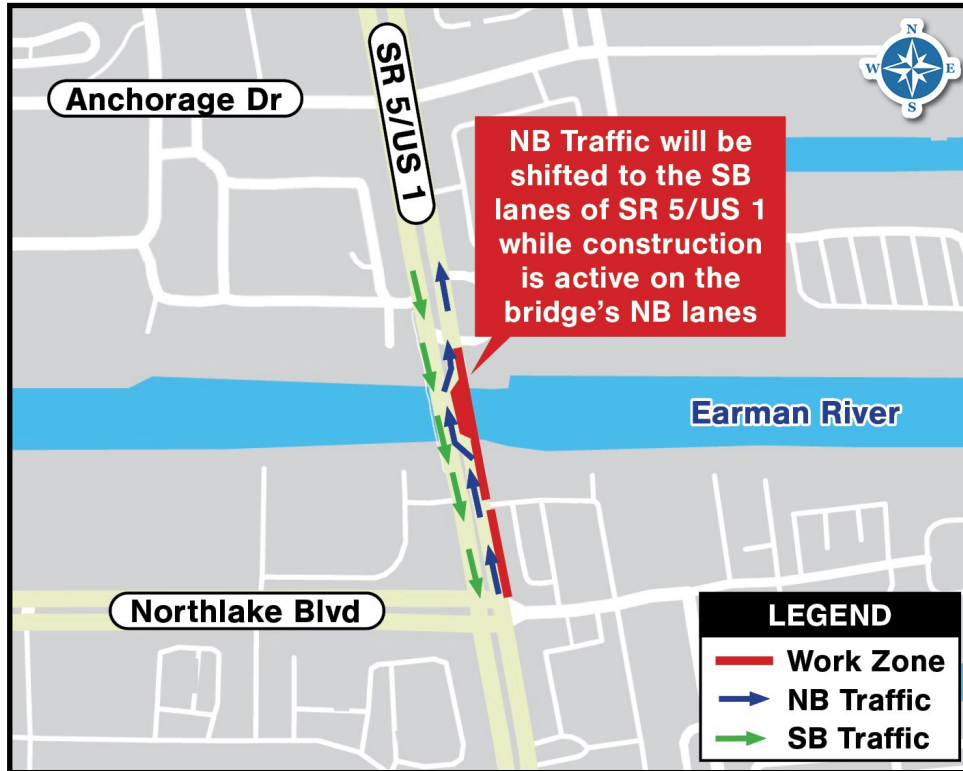 N
W E
S
Anchorage Dr
SR 5/US 1
NB Traffic will be
shifted to the SB
lanes of SR 5/US 1
while construction
is active on the
bridge's NB lanes
Earman River
Northlake Blvd
LEGEND
Work Zone
NB Traffic
SB Traffic